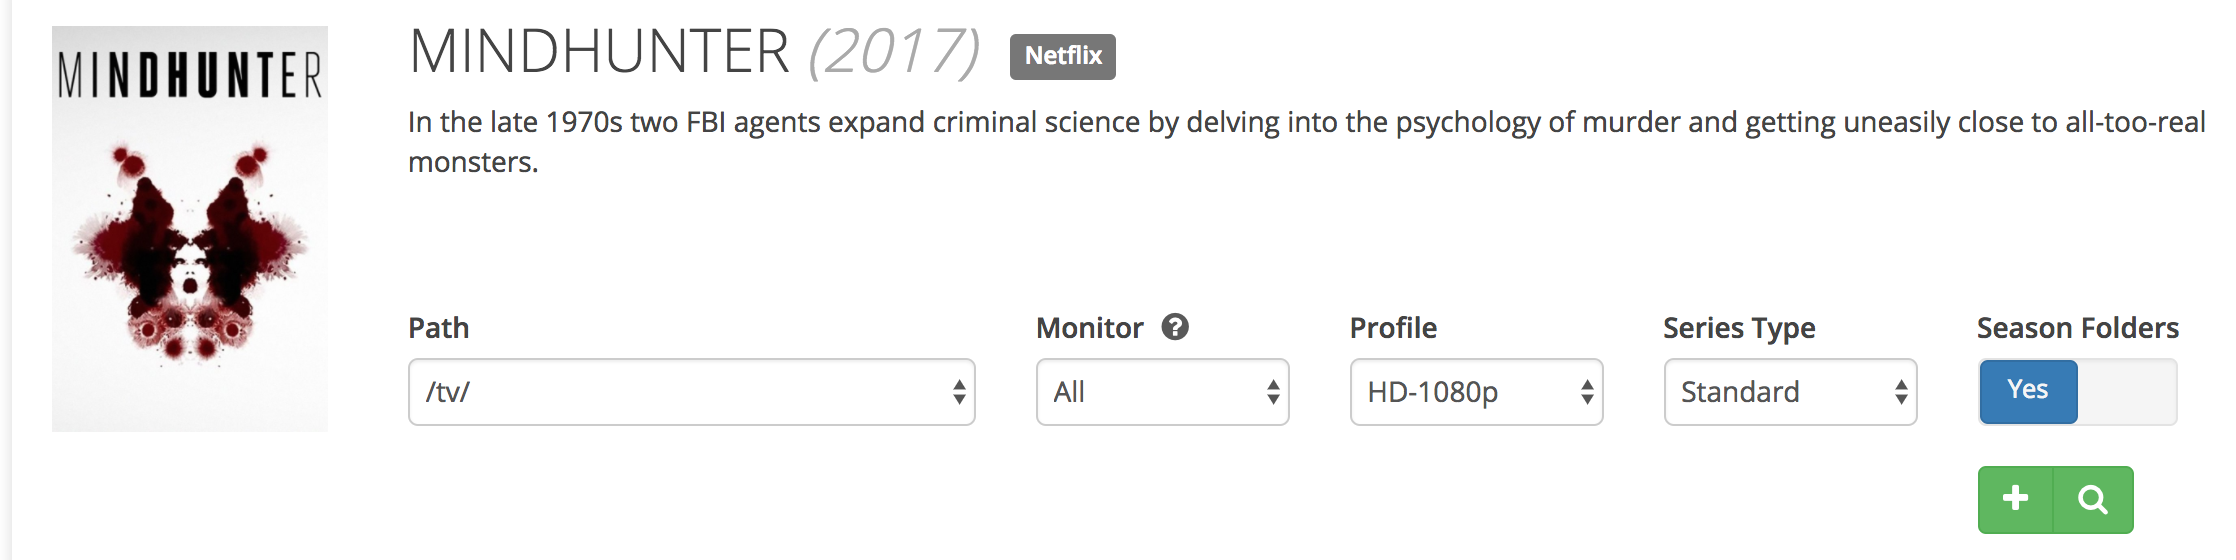 MINDHUNTER
MINDHUNTER (2017) Netflix
In the late 1970s two FBI agents expand criminal science by delving into the psychology of murder and getting uneasily close to all-too-real
monsters.
Path Monitor ? Profile Series Type Season Folders
/tv/ All HD-1080p Standard Yes